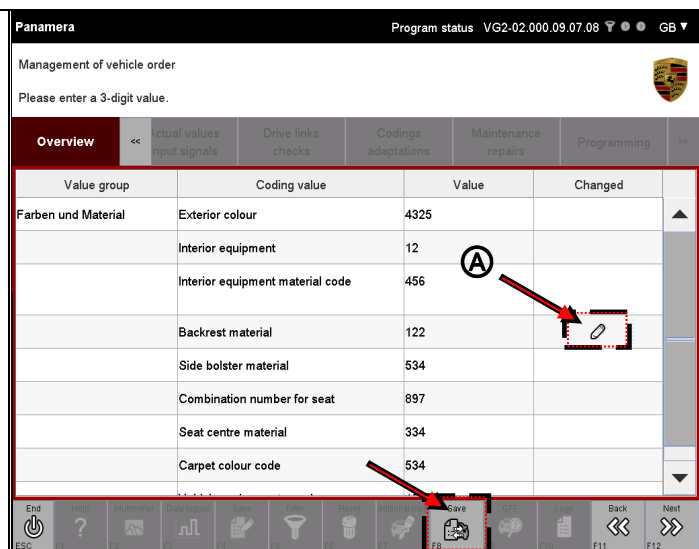 Panamera Program status VG2-02.000.09.07.08 GB ▼
Management of vehicle order
Please enter a 3-digit value.
Overview << Actual values Drive links Codings Maintenance Programming >>
input signals checks adaptations repairs
Value group Coding value Value Changed
Farben und Material Exterior colour 4325
Interior equipment 12
Interior equipment material code 456
A
Backrest material 122
Side bolster material 534
Combination number for seat 897
Seat centre material 334
Carpet colour code 534
End Help Multimeter Data logger Save Filter Reset Save OFF Logs Back Next
ESC F1 F2 F3 F4 F5 F6 F7 F8 F10 F11 F12